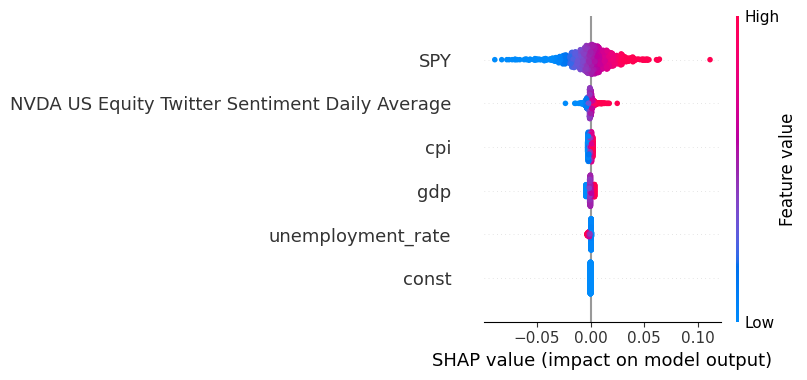 High
SPY
NVDA US Equity Twitter Sentiment Daily Average
cpi
gdp
unemployment_rate
const
Feature value
Low
−0.05 0.00 0.05 0.10
SHAP value (impact on model output)